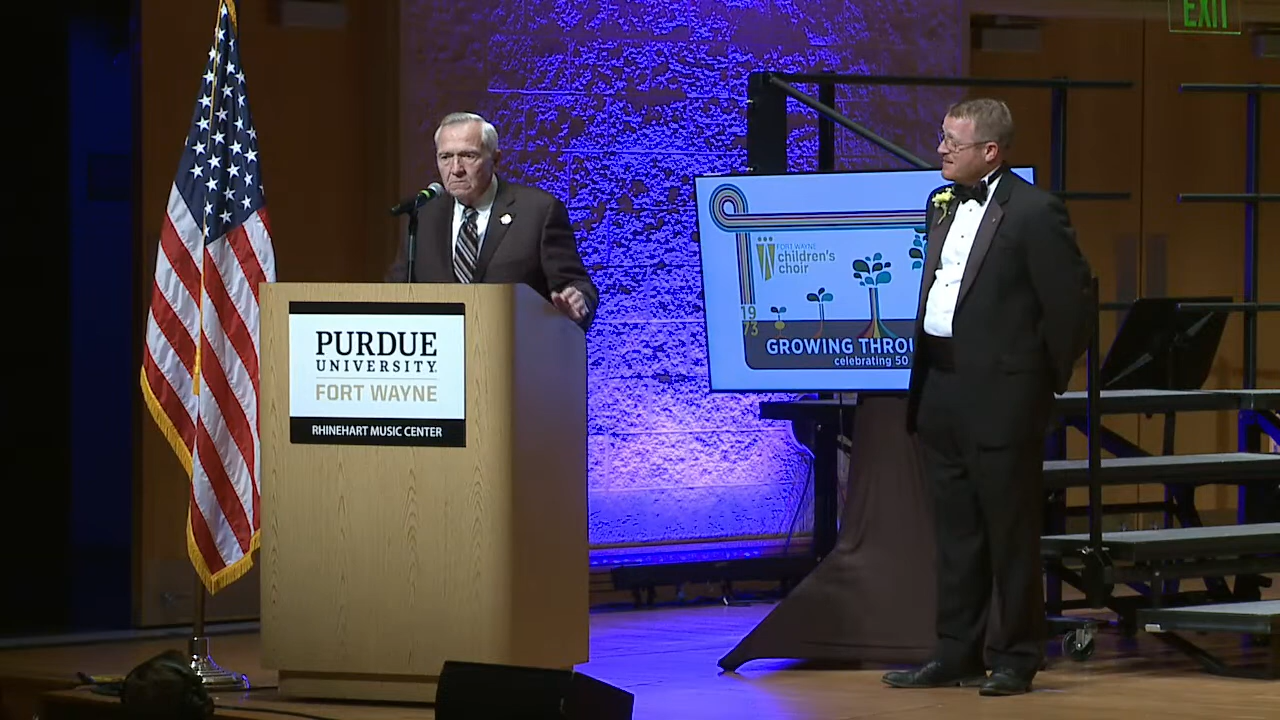 EXIT
FORT WAYNE
children's
choir
19
73
GROWING THROU
celebrating 50
PURDUE
UNIVERSITY
FORT WAYNE
RHINEHART MUSIC CENTER